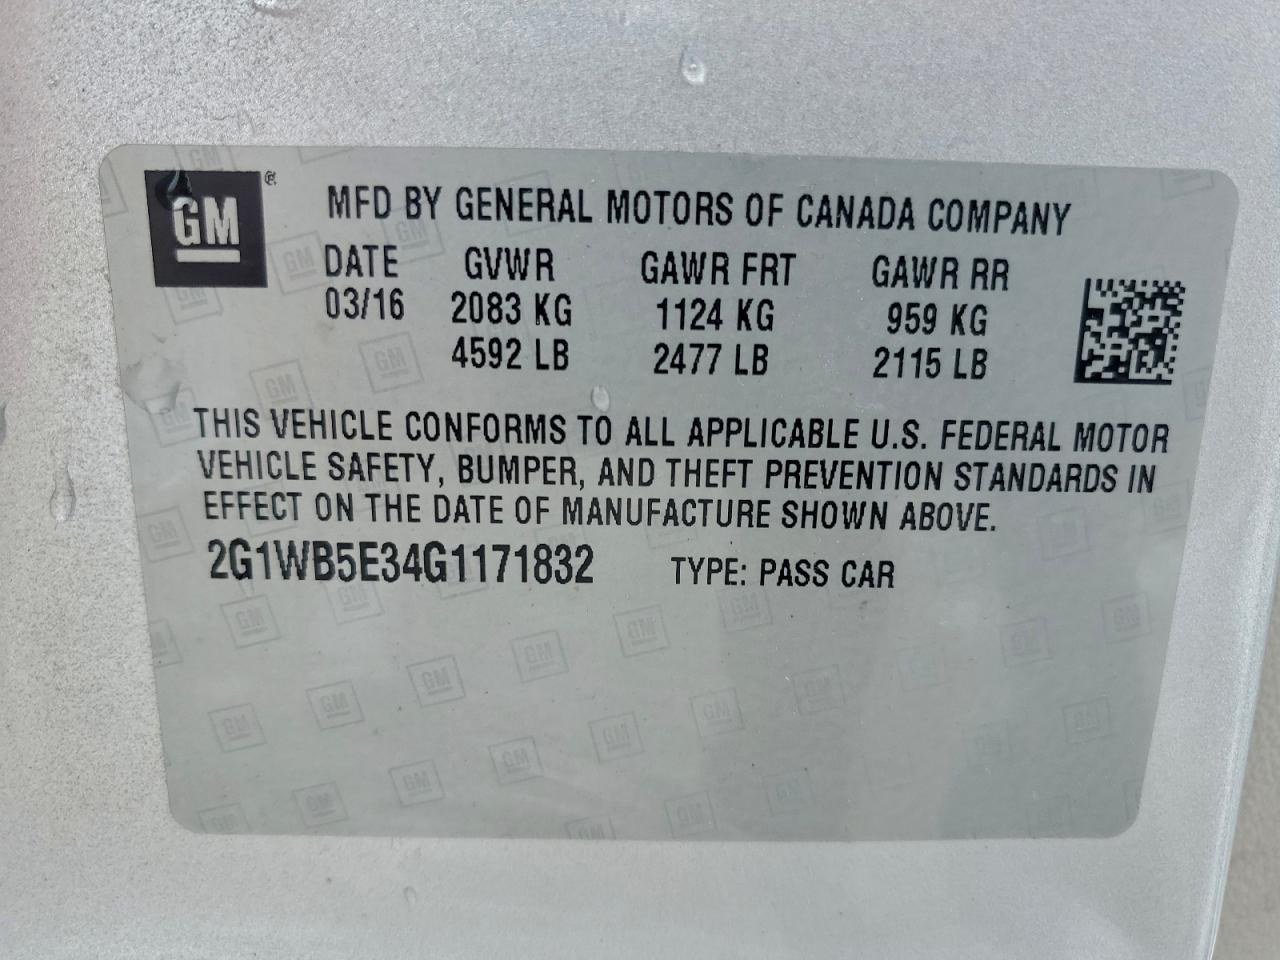 GM ® MFD BY GENERAL MOTORS OF CANADA COMPANY
DATE GVWR GAWR FRT GAWR RR
03/16 2083 KG 1124 KG 959 KG
4592 LB 2477 LB 2115 LB
THIS VEHICLE CONFORMS TO ALL APPLICABLE U.S. FEDERAL MOTOR
VEHICLE SAFETY, BUMPER, AND THEFT PREVENTION STANDARDS IN
EFFECT ON THE DATE OF MANUFACTURE SHOWN ABOVE.
2G1WB5E34G1171832 TYPE: PASS CAR